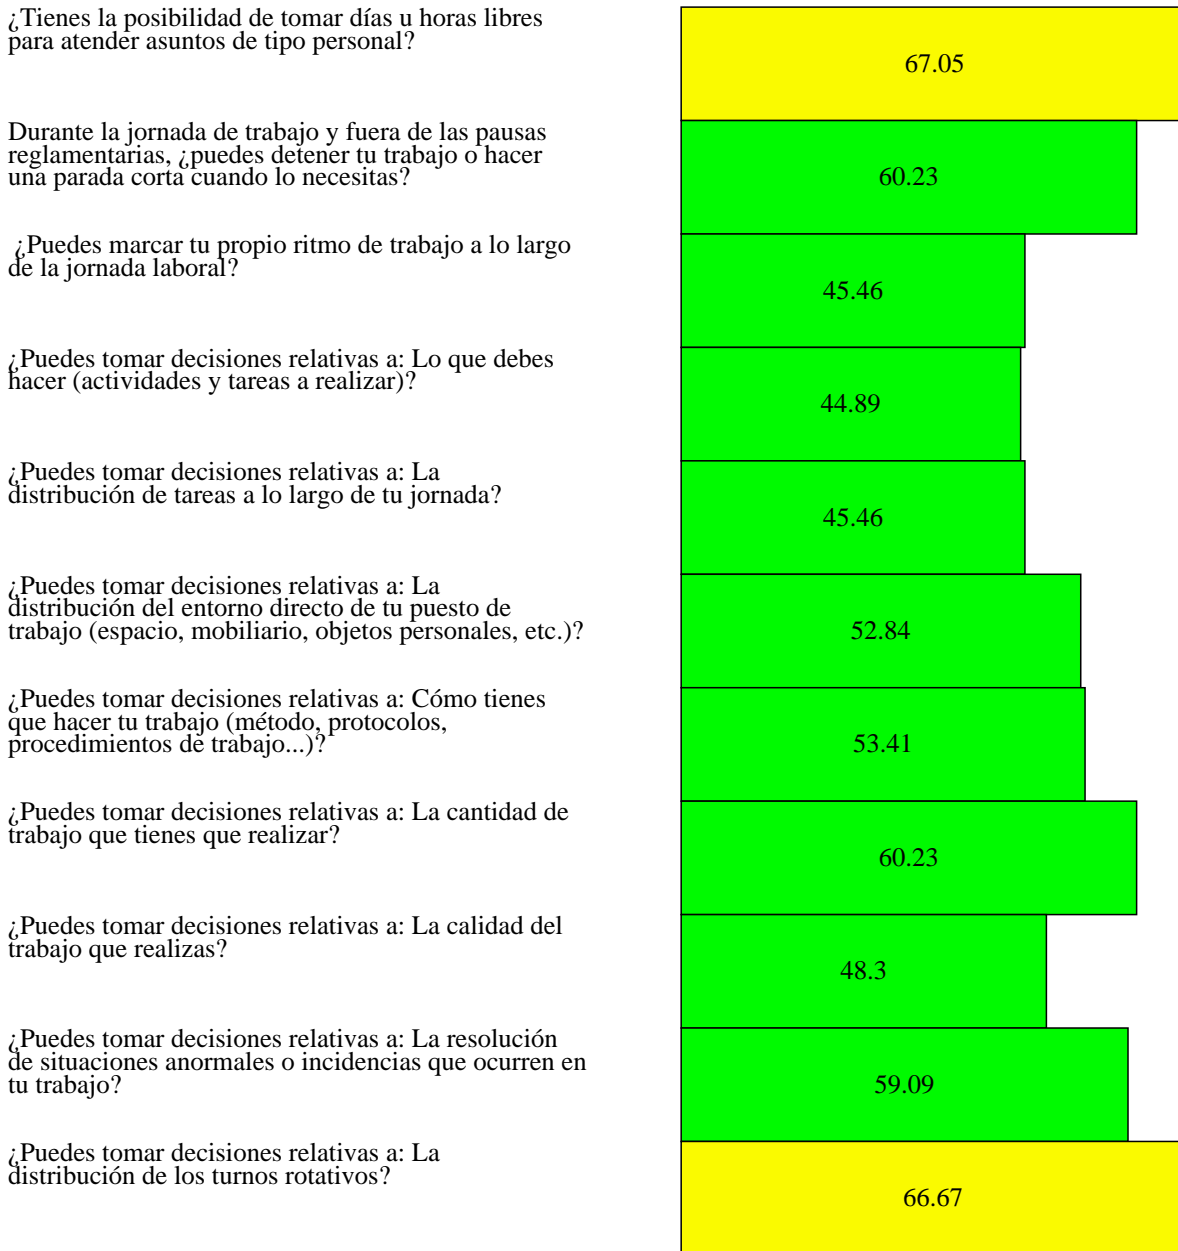 ¿Tienes la posibilidad de tomar días u horas libres
para atender asuntos de tipo personal?
67.05
Durante la jornada de trabajo y fuera de las pausas
reglamentarias, ¿puedes detener tu trabajo o hacer
una parada corta cuando lo necesitas?
60.23
¿Puedes marcar tu propio ritmo de trabajo a lo largo
de la jornada laboral?
45.46
¿Puedes tomar decisiones relativas a: Lo que debes
hacer (actividades y tareas a realizar)?
44.89
¿Puedes tomar decisiones relativas a: La
distribución de tareas a lo largo de tu jornada?
45.46
¿Puedes tomar decisiones relativas a: La
distribución del entorno directo de tu puesto de
trabajo (espacio, mobiliario, objetos personales, etc.)?
52.84
¿Puedes tomar decisiones relativas a: Cómo tienes
que hacer tu trabajo (método, protocolos,
procedimientos de trabajo...)?
53.41
¿Puedes tomar decisiones relativas a: La cantidad de
trabajo que tienes que realizar?
60.23
¿Puedes tomar decisiones relativas a: La calidad del
trabajo que realizas?
48.3
¿Puedes tomar decisiones relativas a: La resolución
de situaciones anormales o incidencias que ocurren en
tu trabajo?
59.09
¿Puedes tomar decisiones relativas a: La
distribución de los turnos rotativos?
66.67